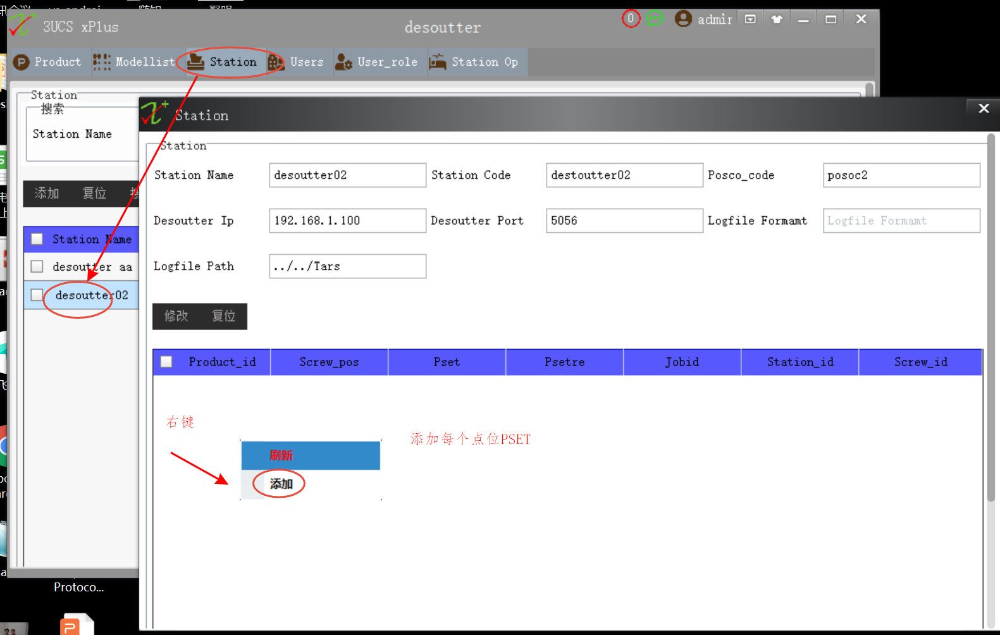 3UCS xPlus
desoutter
0
admir
Product
Modellist
Station
Users
User_role
Station Op
Station
搜索
Station Name
添加
复位
Station Name
desoutter aa
desoutter02
Station
Station
Station Name
desoutter02
Station Code
destoutter02
Posco_code
posoc2
Desoutter Ip
192.168.1.100
Desoutter Port
5056
Logfile Formamt
Logfile Formamt
Logfile Path
../../Tars
修改
复位
Product_id
Screw_pos
Pset
Psetre
Jobid
Station_id
Screw_id
右键
添加每个点位PSET
刷新
添加
Protoco...